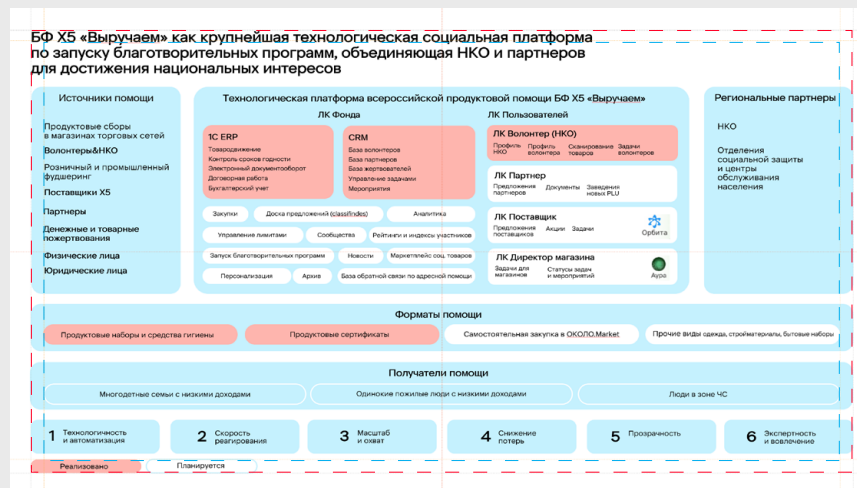 БФ X5 «Выручаем» как крупнейшая технологическая социальная платформа
по запуску благотворительных программ, объединяющая НКО и партнеров
для достижения национальных интересов
Источники помощи
Продуктовые сборы
в магазинах торговых сетей
Волонтеры&НКО
Розничный и промышленный
фудшеринг
Поставщики X5
Партнеры
Денежные и товарные
пожертвования
Физические лица
Юридические лица
Технологическая платформа всероссийской продуктовой помощи БФ X5 «Выручаем»
ЛК Фонда
1С ERP
Товародвижение
Контроль сроков годности
Электронный документооборот
Договорная работа
Бухгалтарский учет
CRM
База волонтеров
База партнеров
База жертвователей
Управление заданами
Мероприятия
Закупки
Доска предложений (classifindes)
Аналитика
Управление лимитами
Сообщества
Рейтинги и индексы участников
Запуск благотворительных программ
Новости
Маркетплейс соц. товаров
Персонализация
Архив
База обратной связи по адресной помощи
ЛК Пользователей
ЛК Волонтер (НКО)
Профиль
НКО
Профиль
волонтера
Сканирование
товаров
Задачи
волонтеров
ЛК Партнер
Предложения
партнеров
Документы
Заведения
новых PLU
ЛК Поставщик
Предложения
поставщиков
Акции
Задачи
Орбита
ЛК Директор магазина
Задачи для
магазинов
Статусы задач
и мероприятий
Аура
Региональные партнеры
НКО
Отделения
социальной защиты
и центры
обслуживания
населения
Форматы помощи
Продуктовые наборы и средства гигиены
Продуктовые сертификаты
Самостоятельная закупка в ОКОЛО.Market
Прочие виды одежда, стройматериалы, бытовые наборы
Получатели помощи
Многодетные семьи с низкими доходами
Одинокие пожилые люди с низкими доходами
Люди в зоне ЧС
1 Технологичность
и автоматизация
2 Скорость
реагирования
3 Масштаб
и охват
4 Снижение
потерь
5 Прозрачность
6 Экспертность
и вовлечение
Реализовано
Планируется